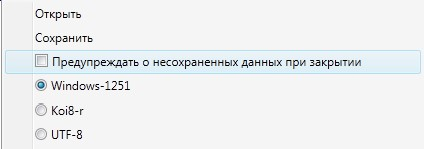 Открыть
Сохранить
Предупреждать о несохраненных данных при закрытии
Windows-1251
Koi8-r
UTF-8